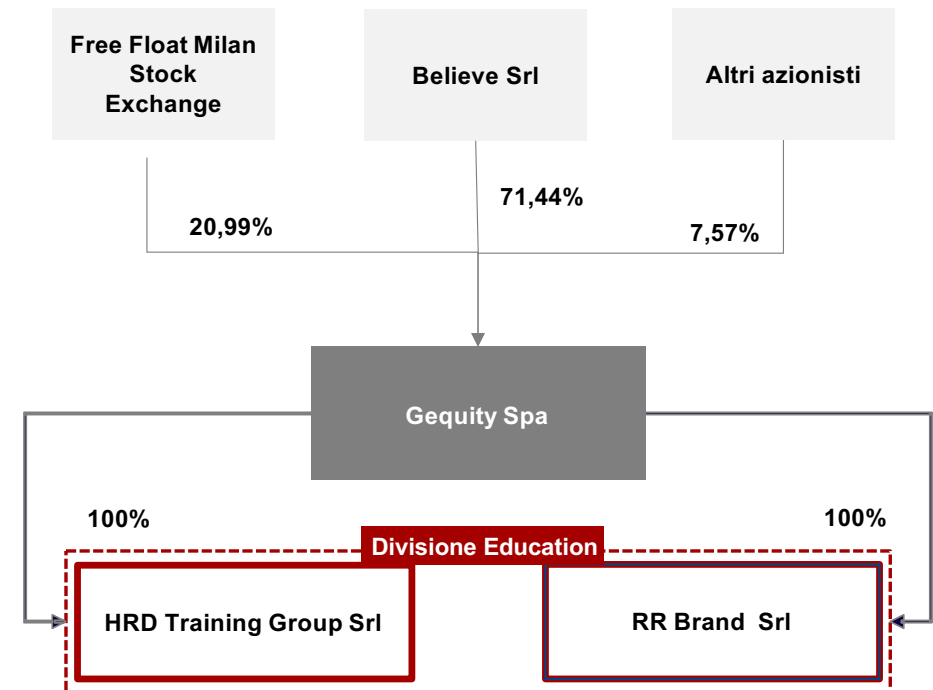 Free Float Milan
Stock
Exchange
Believe Srl
Altri azionisti
20,99%
71,44%
7,57%
Gequity Spa
100%
100%
Divisione Education
HRD Training Group Srl
RR Brand Srl